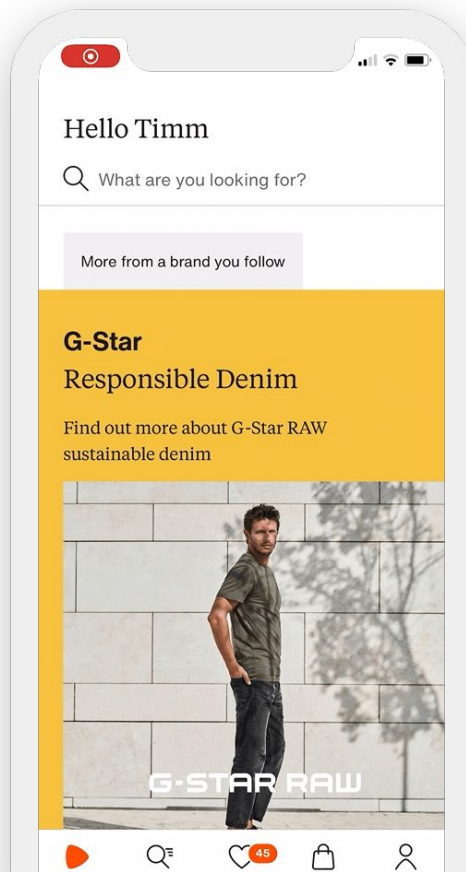 Hello Timm
What are you looking for?
More from a brand you follow
G-Star
Responsible Denim
Find out more about G-Star RAW
sustainable denim
G-STAR RAW
45